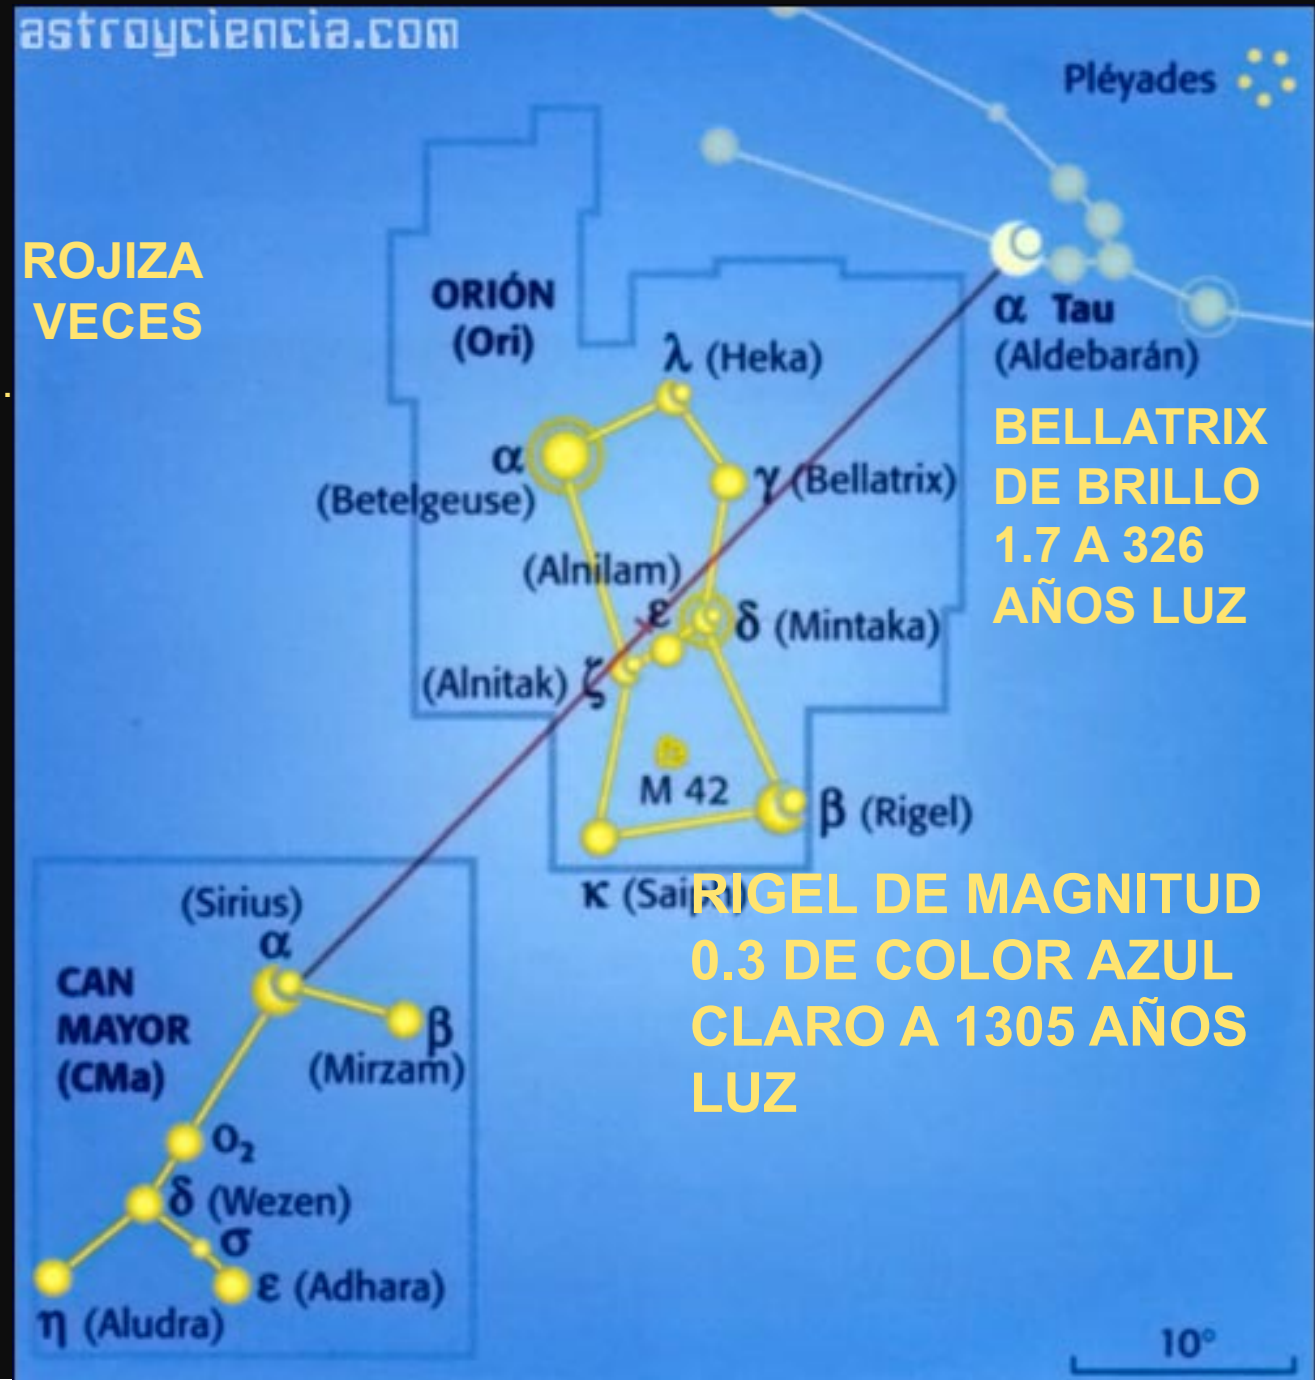 astroyciencia.com
Pléyades
ROJIZA
VECES
.
ORIÓN
(Ori)
λ (Heka)
α Tau
(Aldebarán)
α
(Betelgeuse)
γ (Bellatrix)
BELLATRIX
DE BRILLO
1.7 A 326
AÑOS LUZ
(Alnilam)
ε
δ (Mintaka)
(Alnitak) ζ
M 42
β (Rigel)
κ (Saiph)
RIGEL DE MAGNITUD
0.3 DE COLOR AZUL
CLARO A 1305 AÑOS
LUZ
(Sirius)
α
CAN
MAYOR
(CMa)
β
(Mirzam)
ο2
δ (Wezen)
σ
ε (Adhara)
η (Aludra)
10°